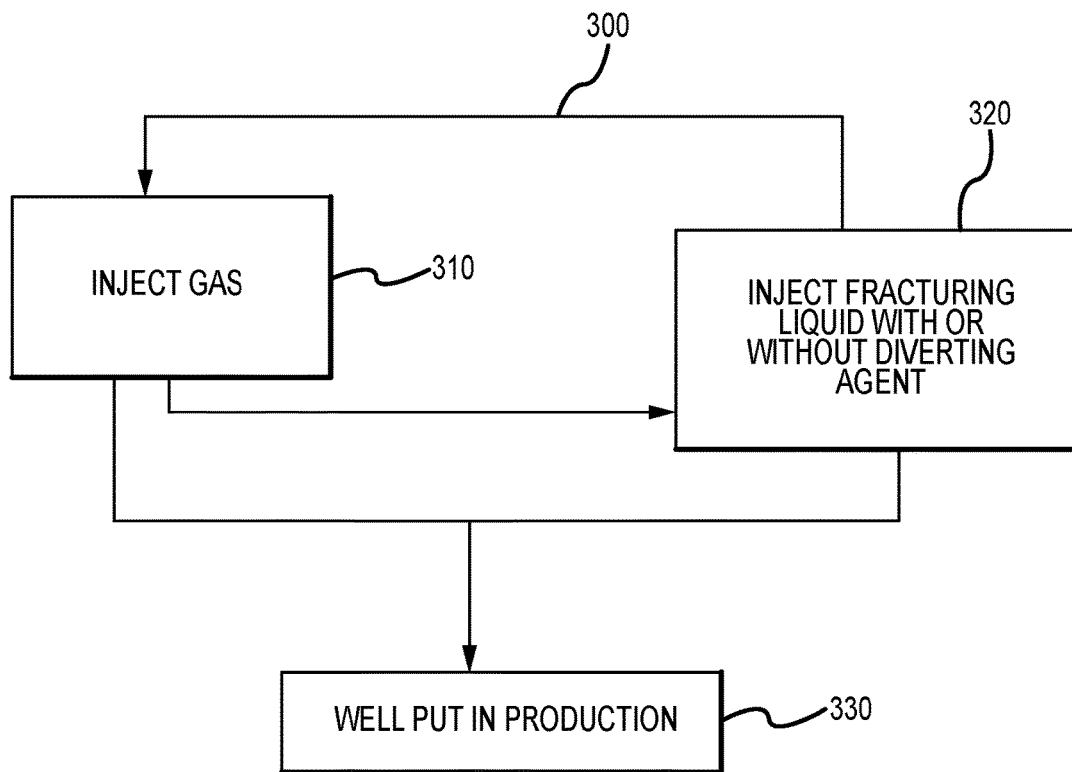 300
320
INJECT GAS
310
INJECT FRACTURING
LIQUID WITH OR
WITHOUT DIVERTING
AGENT
WELL PUT IN PRODUCTION
330